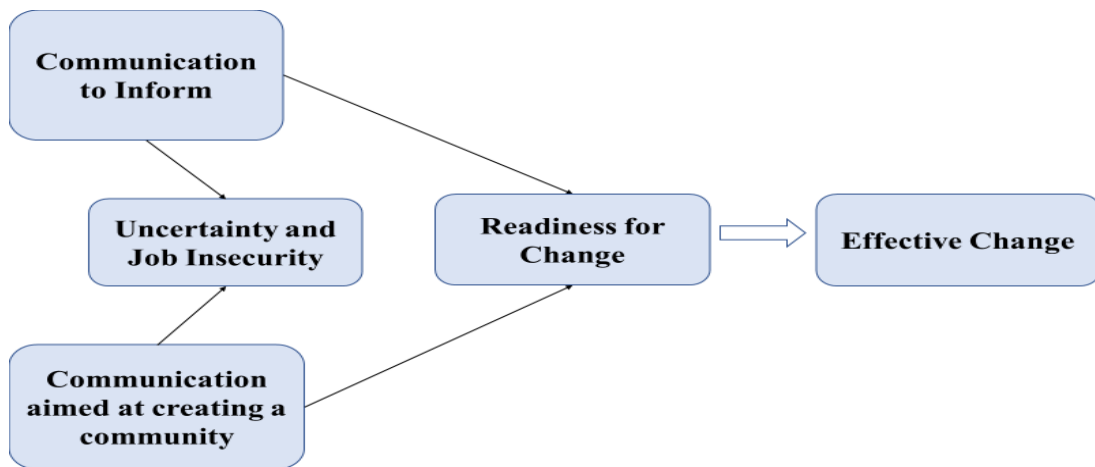 Communication
to Inform
Uncertainty and
Job Insecurity
Readiness for
Change
Effective Change
Communication
aimed at creating a
community